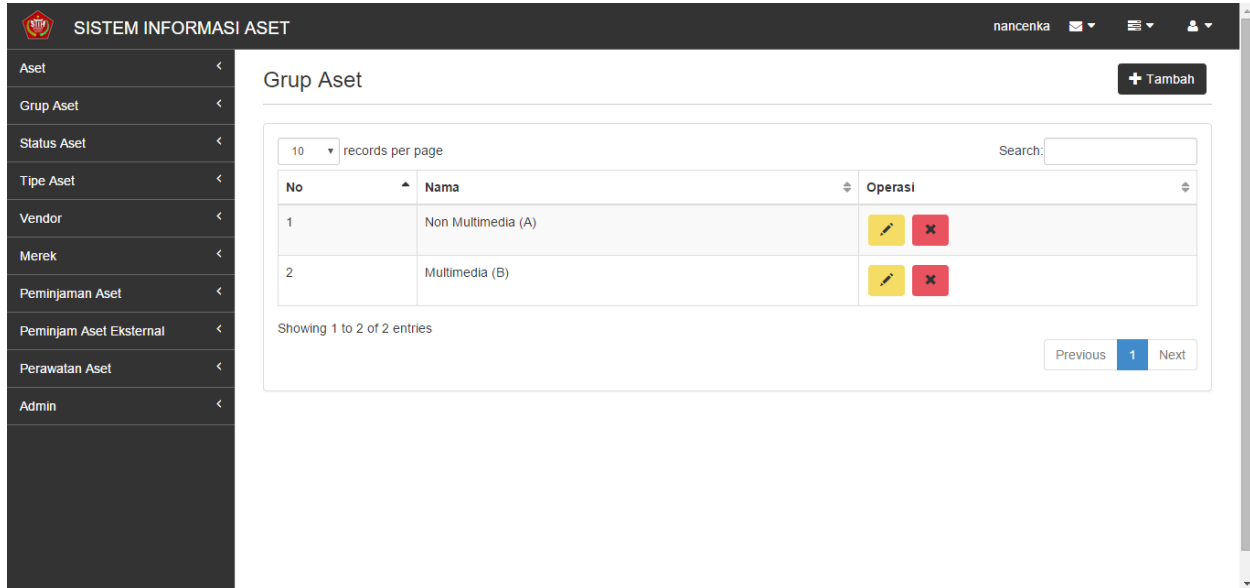 SISTEM INFORMASI ASET
nancenka
Aset
Grup Aset
Status Aset
Tipe Aset
Vendor
Merek
Peminjaman Aset
Peminjam Aset Eksternal
Perawatan Aset
Admin
Grup Aset
Tambah
10 records per page
Search:
No Nama Operasi
1 Non Multimedia (A)
2 Multimedia (B)
Showing 1 to 2 of 2 entries
Previous 1 Next